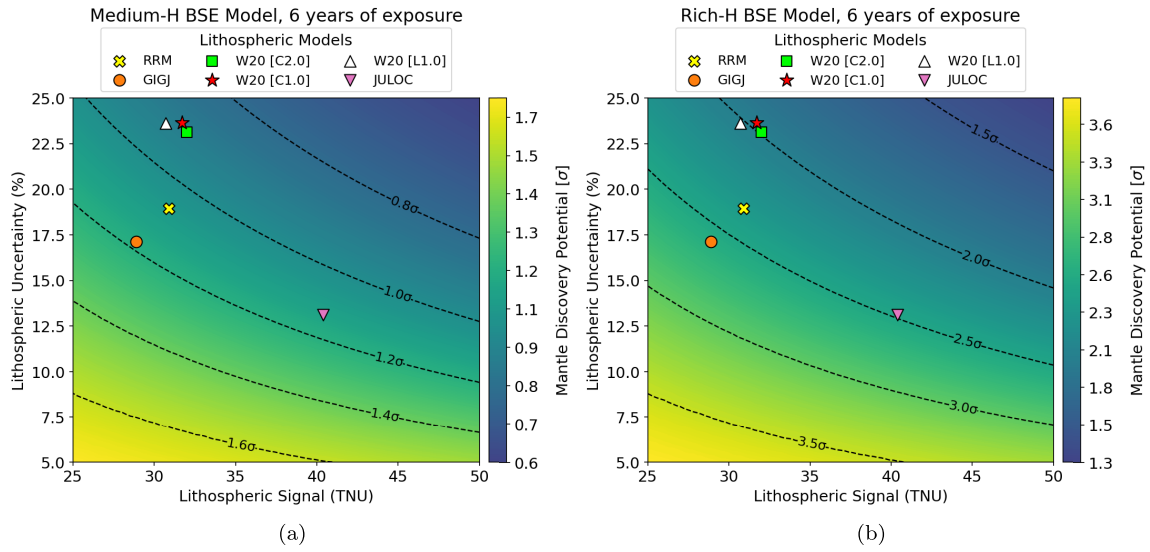 Medium-H BSE Model, 6 years of exposure
Lithospheric Models
RRM
W20 [C2.0]
W20 [L1.0]
GIGJ
W20 [C1.0]
JULOC
25.0
22.5
20.0
17.5
15.0
12.5
10.0
7.5
5.0
Lithospheric Uncertainty (%)
0.8σ
1.0σ
1.2σ
1.4σ
1.6σ
25
30
35
40
45
50
Lithospheric Signal (TNU)
1.7
1.6
1.4
1.3
1.2
1.1
0.9
0.8
0.7
0.6
Mantle Discovery Potential [σ]
(a)
Rich-H BSE Model, 6 years of exposure
Lithospheric Models
RRM
W20 [C2.0]
W20 [L1.0]
GIGJ
W20 [C1.0]
JULOC
25.0
22.5
20.0
17.5
15.0
12.5
10.0
7.5
5.0
Lithospheric Uncertainty (%)
1.5σ
2.0σ
2.5σ
3.0σ
3.5σ
25
30
35
40
45
50
Lithospheric Signal (TNU)
3.6
3.3
3.1
2.8
2.6
2.3
2.1
1.8
1.5
1.3
Mantle Discovery Potential [σ]
(b)